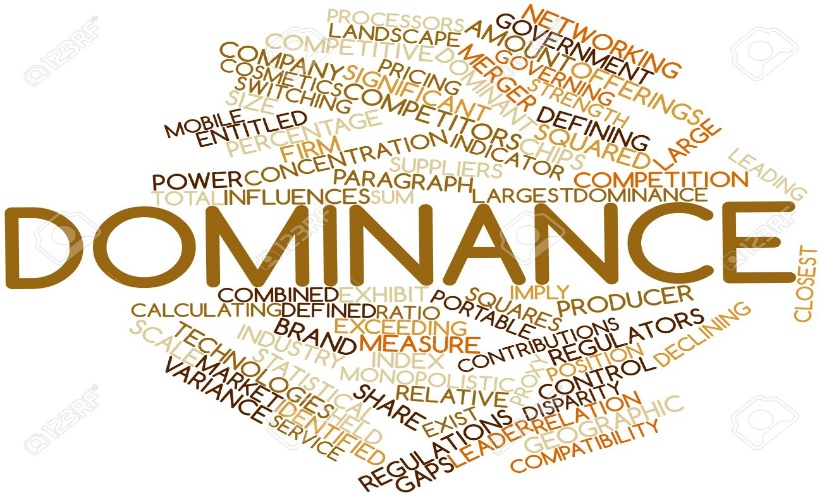 PROCESSORS
NETWORKING
LANDSCAPE
AMOUNT
GOVERNMENT
COMPETITIVE
COMPANY
PRICING
DOMINANT
MERGER
GOVERNING
OFFERINGS
COSMETICS
SIGNIFICANT
STRENGTH
SWITCHING
SIZE
COMPETITORS
DEFINING
LARGE
MOBILE
ENTITLED
PERCENTAGE
SQUARED
CHIPS
FIRM
CONCENTRATION
INDICATOR
LEADING
POWER
PARAGRAPH
SUPPLIERS
COMPETITION
TOTAL
INFLUENCES
SUM
LARGEST
DOMINANCE
DOMINANCE
CLOSEST
COMBINED
EXHIBIT
PORTABLE
SQUARES
IMPLY
PRODUCER
CALCULATING
DEFINED
RATIO
EXCEEDING
CONTRIBUTIONS
REGULATORS
DECLINING
SCALE
TECHNOLOGIES
INDUSTRY
BRAND
MEASURE
INDEX
POSITION
MARKET
STATISTICAL
MONOPOLISTIC
PROFIT
CONTROL
VARIANCE
IDENTIFIED
HELD
SHARE
RELATIVE
EXIST
DISPARITY
SERVICE
REGULATIONS
LEADER
RELATION
GEOGRAPHIC
GAPS
COMPATIBILITY
123RF